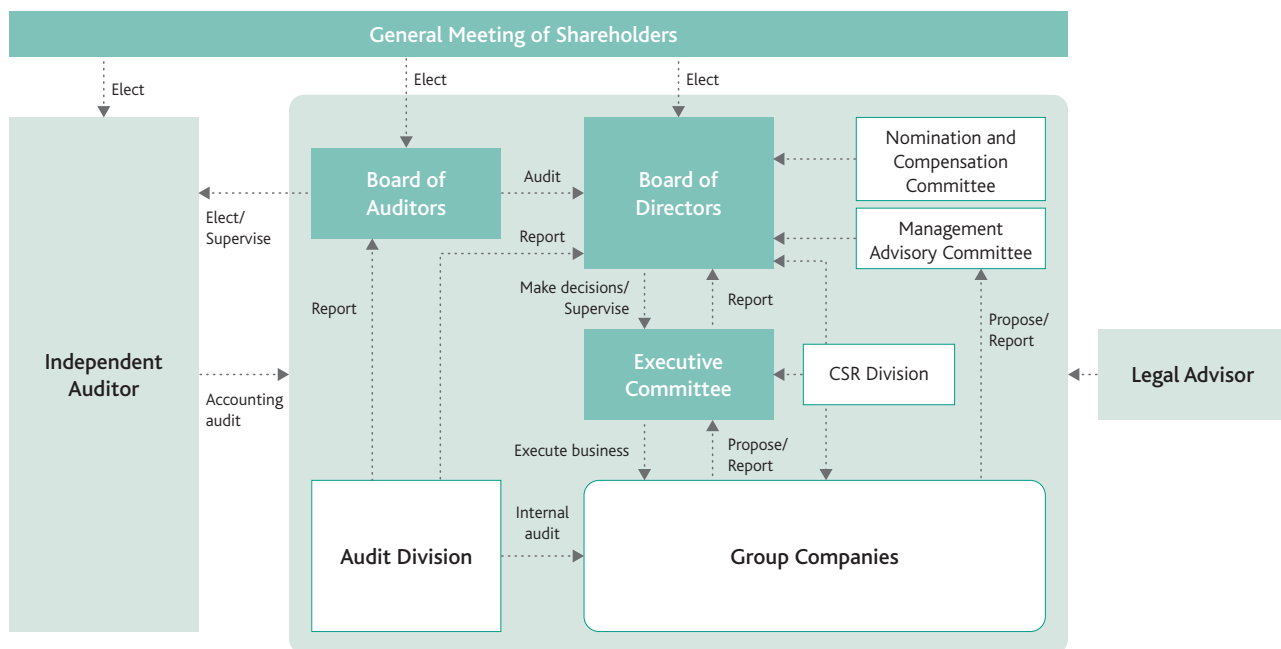 General Meeting of Shareholders
Elect
Elect
Elect
Nomination and
Compensation
Committee
Board of
Auditors
Audit
Board of
Directors
Elect/
Supervise
Report
Management
Advisory Committee
Make decisions/
Supervise
Report
Report
Propose/
Report
Independent
Auditor
Executive
Committee
CSR Division
Legal Advisor
Accounting
audit
Execute business
Propose/
Report
Internal
audit
Audit Division
Group Companies